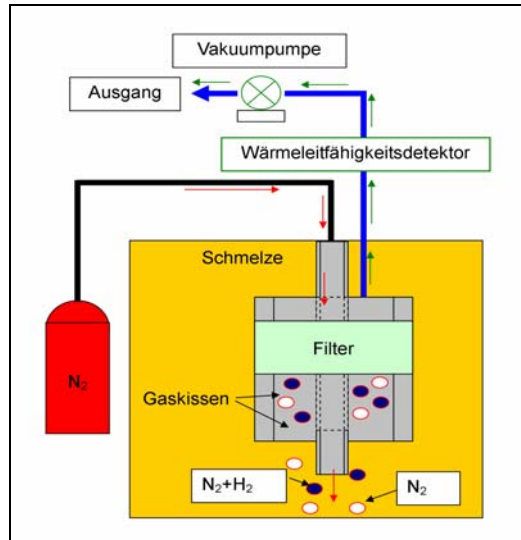 Vakuumpumpe
Ausgang
Wärmeleitfähigkeitsdetektor
Schmelze
Filter
N₂
Gaskissen
N₂+H₂
N₂